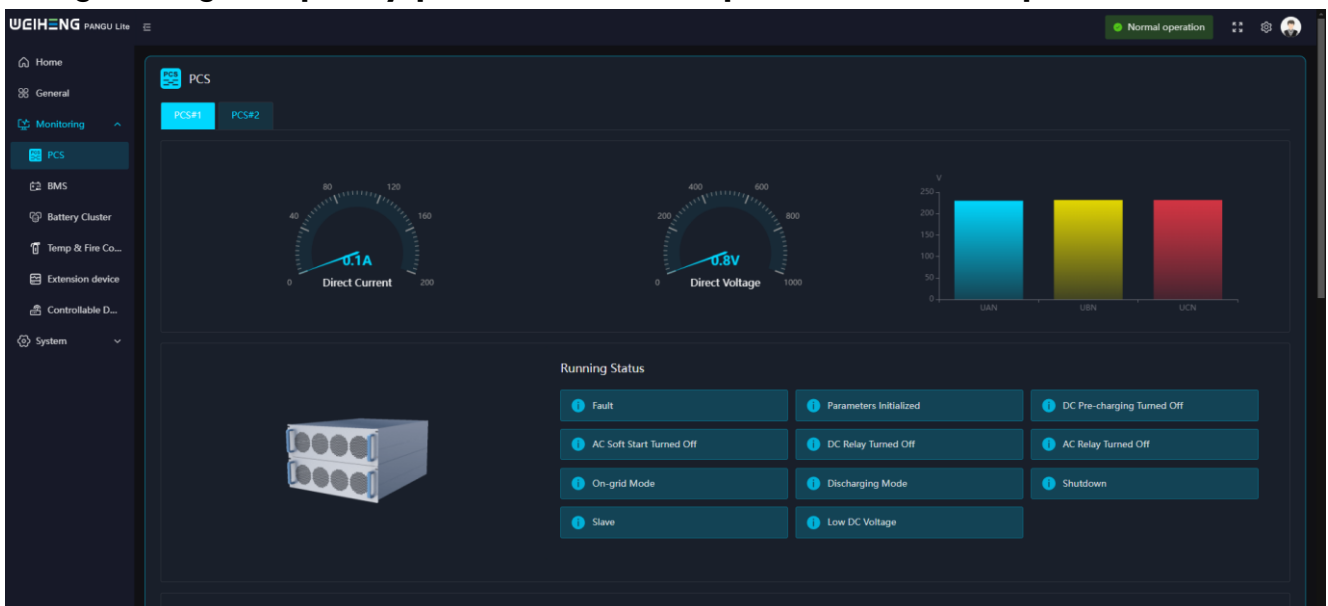 WEIHENG PANGU Lite
Normal operation
Home
General
Monitoring
PCS
BMS
Battery Cluster
Temp & Fire Co...
Extension device
Controllable D...
System
PCS PCS
PCS#1 PCS#2
0 40 80 120 160 200
0.1A
Direct Current
0 200 400 600 800 1000
0.8V
Direct Voltage
V
250
200
150
100
50
0
UAN UBN UCN
Running Status
Fault Parameters Initialized DC Pre-charging Turned Off
AC Soft Start Turned Off DC Relay Turned Off AC Relay Turned Off
On-grid Mode Discharging Mode Shutdown
Slave Low DC Voltage